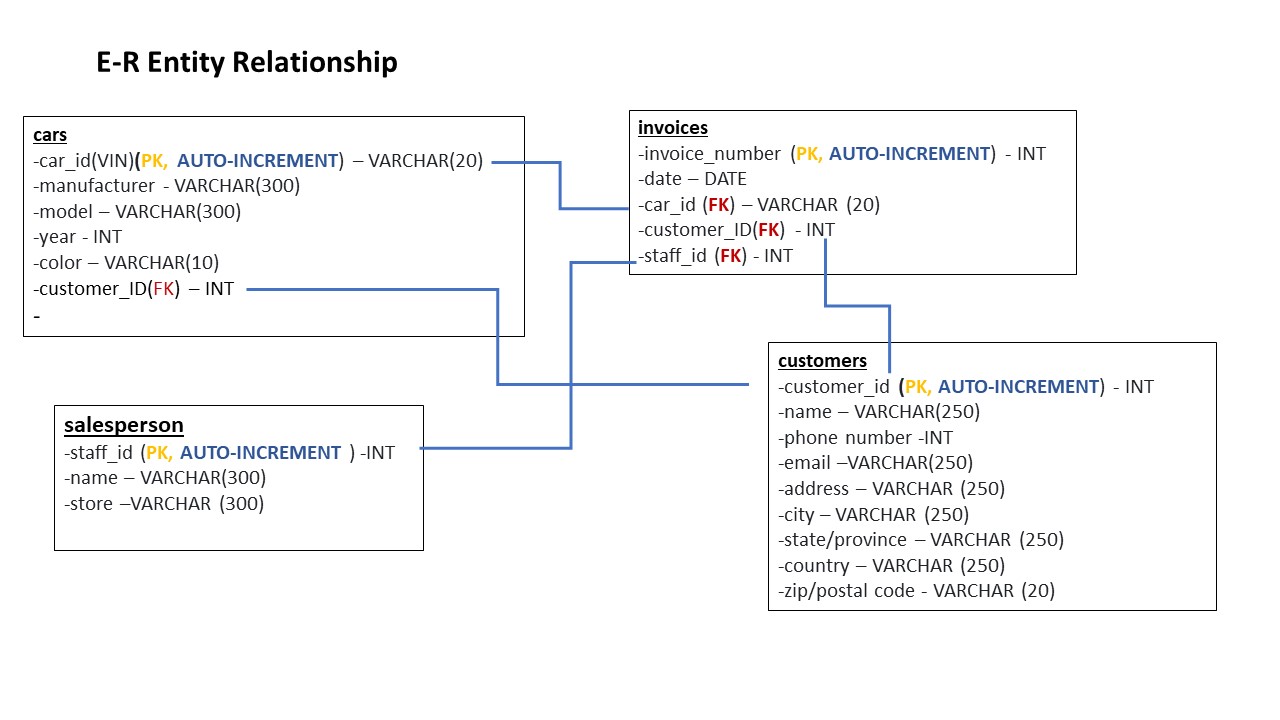 E-R Entity Relationship
cars
-car_id(VIN)(PK, AUTO-INCREMENT) – VARCHAR(20)
-manufacturer - VARCHAR(300)
-model – VARCHAR(300)
-year - INT
-color – VARCHAR(10)
-customer_ID(FK) – INT
-
invoices
-invoice_number (PK, AUTO-INCREMENT) - INT
-date – DATE
-car_id (FK) – VARCHAR (20)
-customer_ID(FK) - INT
-staff_id (FK) - INT
salesperson
-staff_id (PK, AUTO-INCREMENT ) -INT
-name – VARCHAR(300)
-store –VARCHAR (300)
customers
-customer_id (PK, AUTO-INCREMENT) - INT
-name – VARCHAR(250)
-phone number -INT
-email –VARCHAR(250)
-address – VARCHAR (250)
-city – VARCHAR (250)
-state/province – VARCHAR (250)
-country – VARCHAR (250)
-zip/postal code - VARCHAR (20)